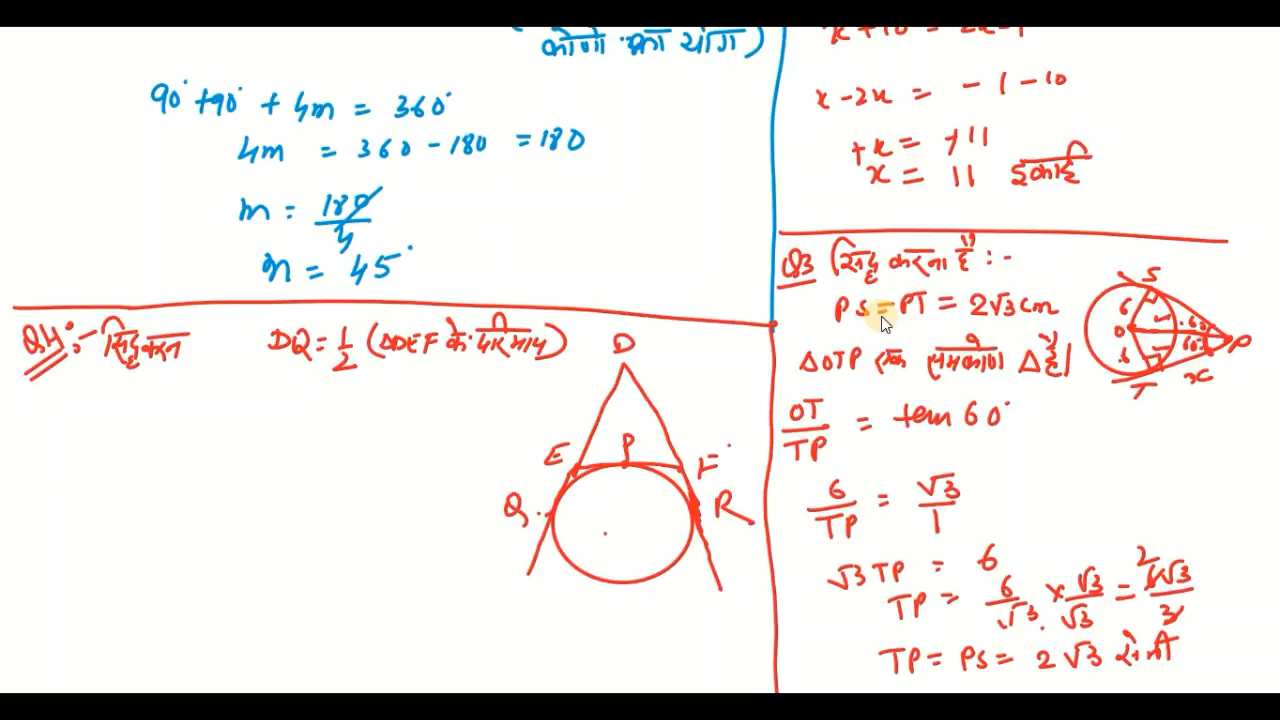 कोणों का योग)
90° + 90° + 4m = 360°
4m = 360 - 180 = 180
m = 180/4
n = 45°
Q4:- सिद्ध करना DQ = 1/2 (ΔDEF के परिमाप)
D
E P F
Q R
x - 2x = - 1 - 10
+x = +11
x = 11 इकाई
Q3 सिद्ध करना है :-
PS = PT = 2√3 cm
ΔOTP एक समकोण Δ है|
S
6
O
6
T
60
60
P
x
OT/TP = tan 60°
6/TP = √3/1
√3 TP = 6
TP = 6/√3 × √3/√3 = 2 6√3/3
TP = PS = 2√3 सेमी